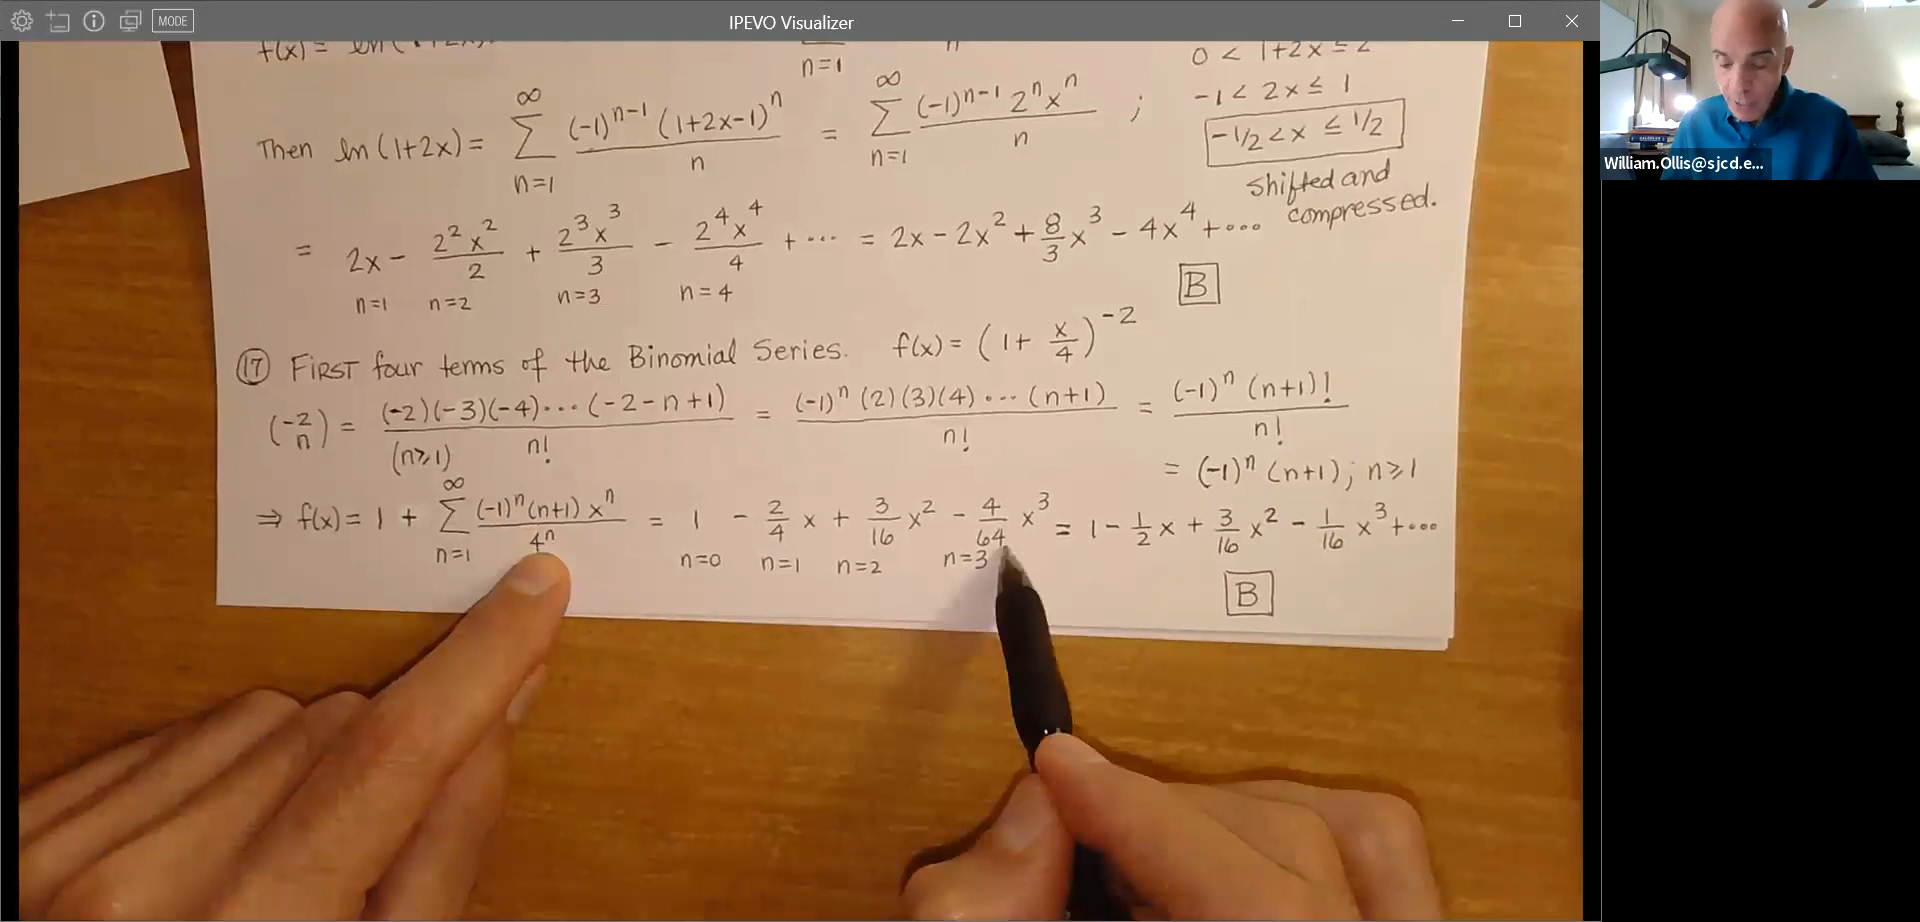 MODE
IPEVO Visualizer
f(x) = ln(1+2x).
n=1
n
0 < 1+2x ≤ 2
-1 < 2x ≤ 1
-1/2 < x ≤ 1/2
shifted and
compressed.
Then ln(1+2x) = ∞ Σ n=1 (-1)^{n-1} (1+2x-1)^n / n = ∞ Σ n=1 (-1)^{n-1} 2^n x^n / n ;
= 2x - 2^2 x^2 / 2 + 2^3 x^3 / 3 - 2^4 x^4 / 4 + ... = 2x - 2x^2 + 8/3 x^3 - 4x^4 + ...
n=1 n=2 n=3 n=4
B
17 FIRST four terms of the Binomial Series. f(x) = (1 + x/4)^{-2}
(-2 n) = (-2)(-3)(-4)...(-2-n+1) / n! = (-1)^n (2)(3)(4)...(n+1) / n! = (-1)^n (n+1)! / n!
(n≥1)
= (-1)^n (n+1); n≥1
⇒ f(x) = 1 + ∞ Σ n=1 (-1)^n (n+1) x^n / 4^n = 1 - 2/4 x + 3/16 x^2 - 4/64 x^3 = 1 - 1/2 x + 3/16 x^2 - 1/16 x^3 + ...
n=0 n=1 n=2 n=3
B
William.Ollis@sjcd.e...